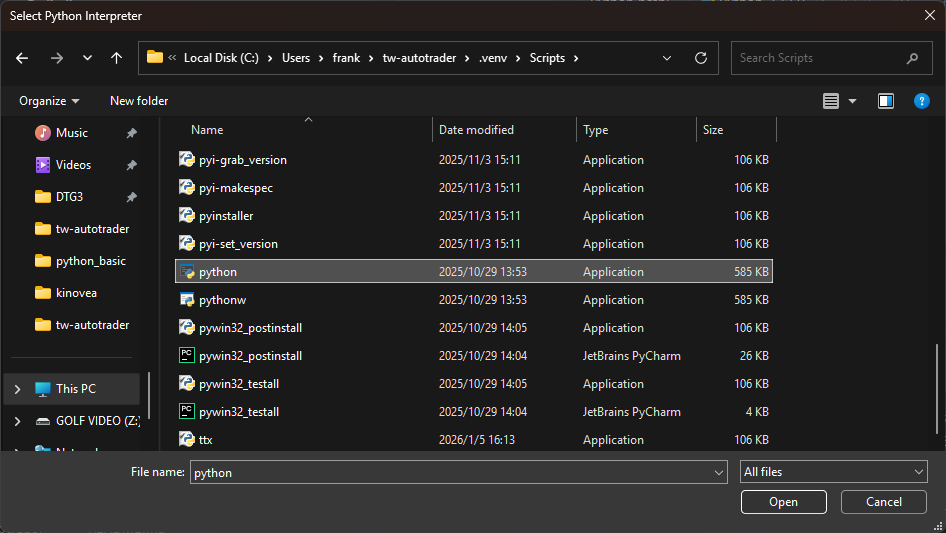 Select Python Interpreter
« Local Disk (C:) › Users › frank › tw-autotrader › .venv › Scripts ›
Search Scripts
Organize
New folder
Name Date modified Type Size
Music
Videos
DTG3
tw-autotrader
python_basic
kinovea
tw-autotrader
This PC
GOLF VIDEO (Z:)
pyi-grab_version 2025/11/3 15:11 Application 106 KB
pyi-makespec 2025/11/3 15:11 Application 106 KB
pyinstaller 2025/11/3 15:11 Application 106 KB
pyi-set_version 2025/11/3 15:11 Application 106 KB
python 2025/10/29 13:53 Application 585 KB
pythonw 2025/10/29 13:53 Application 585 KB
pywin32_postinstall 2025/10/29 14:05 Application 106 KB
PC pywin32_postinstall 2025/10/29 14:04 JetBrains PyCharm 26 KB
pywin32_testall 2025/10/29 14:05 Application 106 KB
PC pywin32_testall 2025/10/29 14:04 JetBrains PyCharm 4 KB
ttx 2026/1/5 16:13 Application 106 KB
File name: python
All files
Open
Cancel